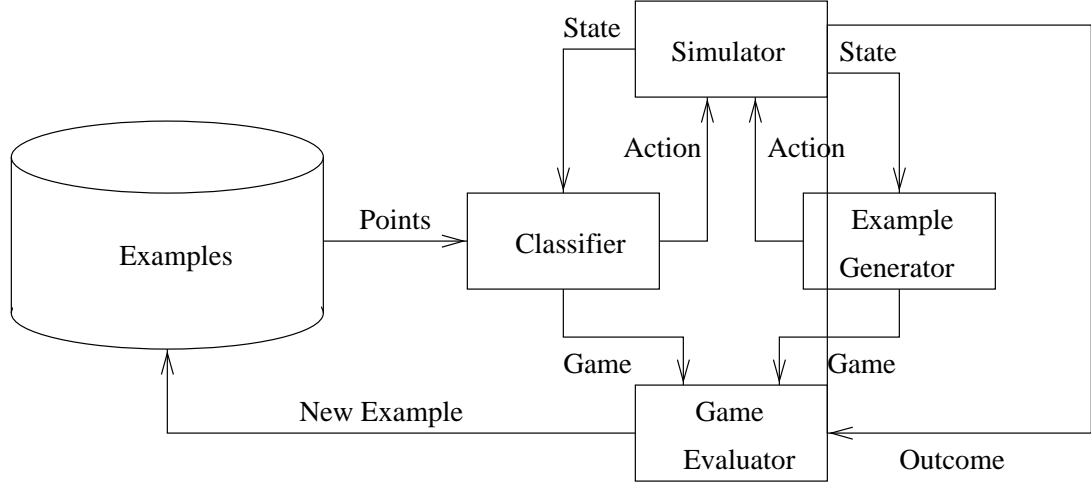 State
Simulator
State
Action
Action
Points
Examples
Classifier
Example
Generator
Game
Game
New Example
Game
Evaluator
Outcome